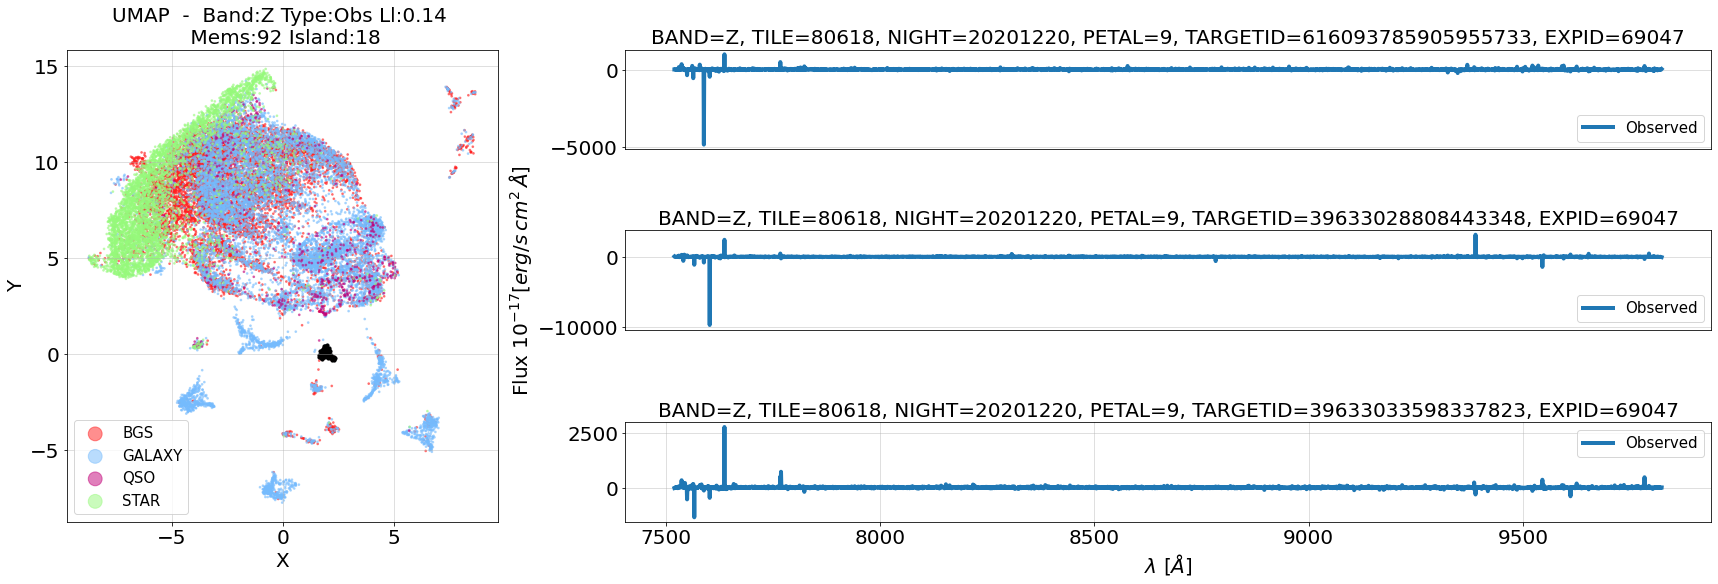 UMAP - Band:Z Type:Obs Ll:0.14
Mems:92 Island:18
15
10
5
0
−5
Y
BGS
GALAXY
QSO
STAR
−5 0 5
X
Flux 10^{-17}[erg/s cm^2 Å]
BAND=Z, TILE=80618, NIGHT=20201220, PETAL=9, TARGETID=616093785905955733, EXPID=69047
0
−5000
Observed
BAND=Z, TILE=80618, NIGHT=20201220, PETAL=9, TARGETID=39633028808443348, EXPID=69047
0
−10000
Observed
BAND=Z, TILE=80618, NIGHT=20201220, PETAL=9, TARGETID=39633033598337823, EXPID=69047
2500
0
Observed
7500 8000 8500 9000 9500
λ [Å]